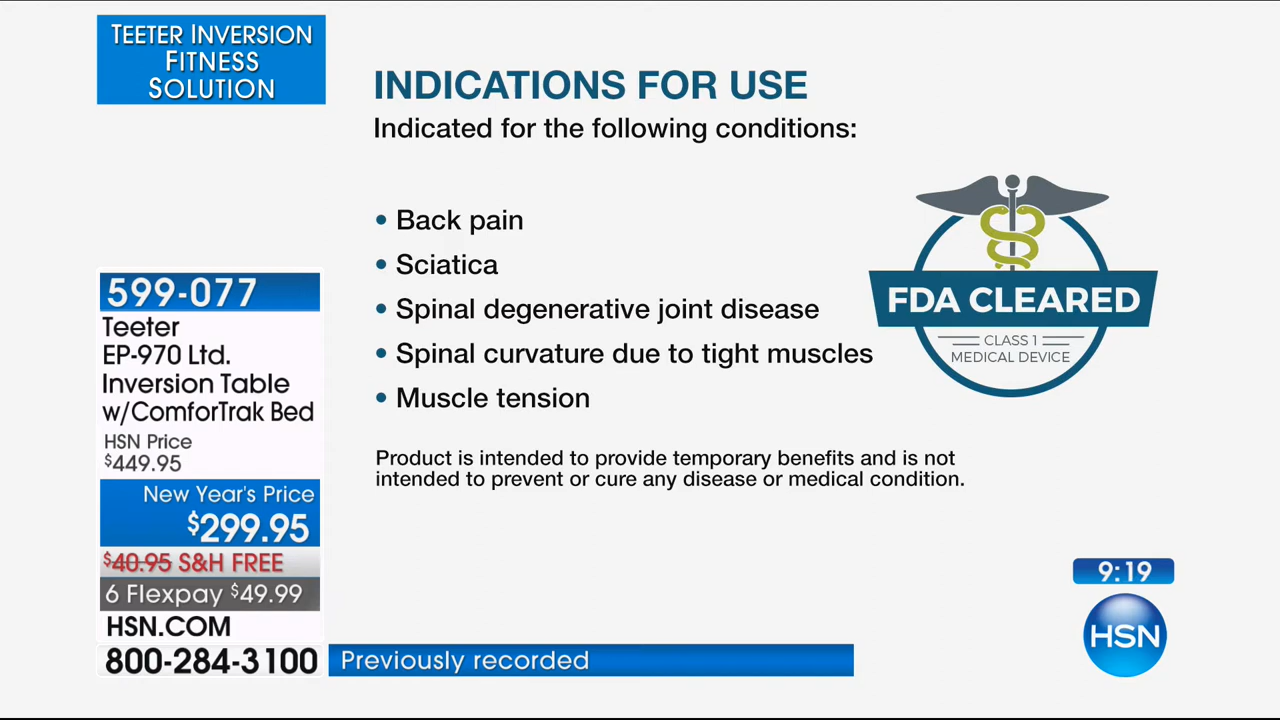 TEETER INVERSION
FITNESS
SOLUTION
INDICATIONS FOR USE
Indicated for the following conditions:
• Back pain
• Sciatica
• Spinal degenerative joint disease
• Spinal curvature due to tight muscles
• Muscle tension
Product is intended to provide temporary benefits and is not
intended to prevent or cure any disease or medical condition.
FDA CLEARED
CLASS 1
MEDICAL DEVICE
599-077
Teeter
EP-970 Ltd.
Inversion Table
w/ComforTrak Bed
HSN Price
$449.95
New Year's Price
$299.95
$40.95 S&H FREE
6 Flexpay $49.99
HSN.COM
800-284-3100
Previously recorded
9:19
HSN